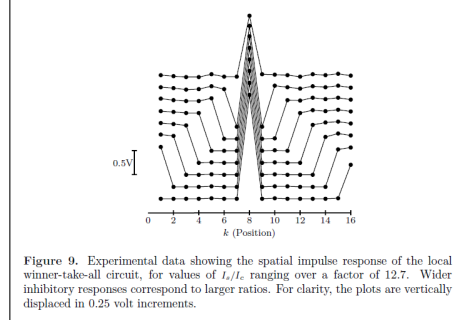 0.5V
0 2 4 6 8 10 12 14 16
k (Position)
Figure 9. Experimental data showing the spatial impulse response of the local
winner-take-all circuit, for values of Is/Ic ranging over a factor of 12.7. Wider
inhibitory responses correspond to larger ratios. For clarity, the plots are vertically
displaced in 0.25 volt increments.